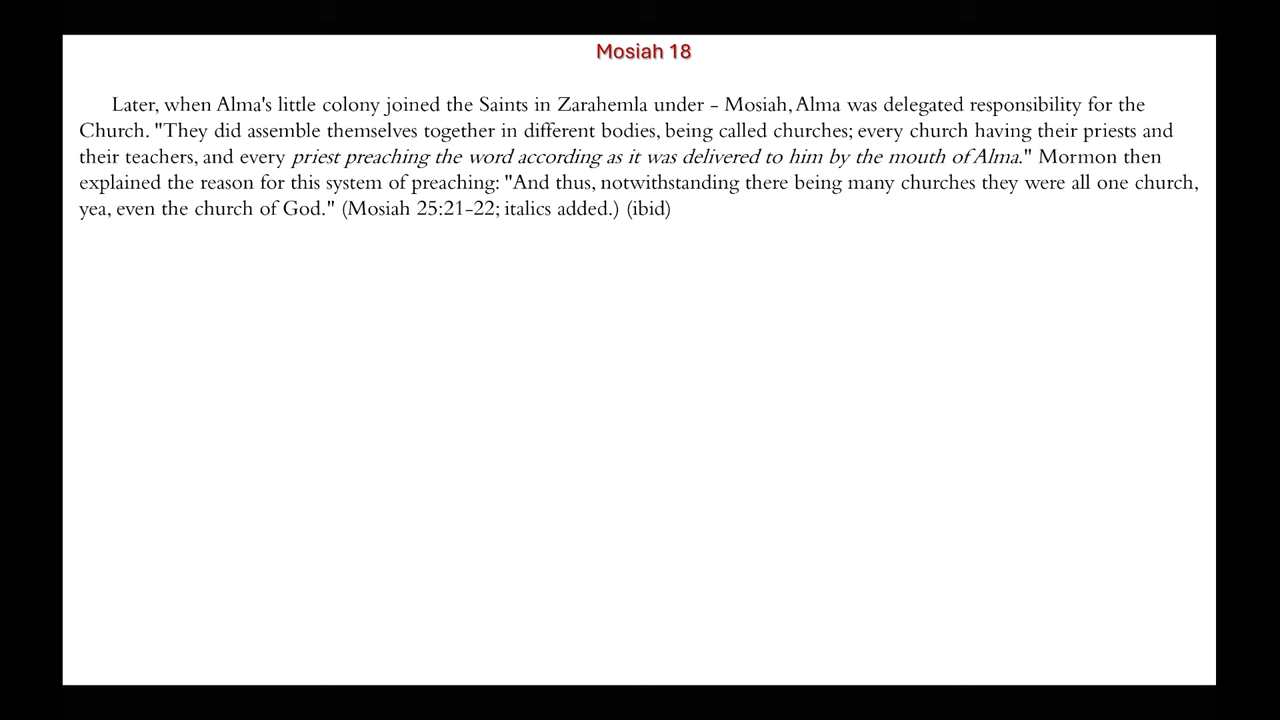 Mosiah 18
Later, when Alma's little colony joined the Saints in Zarahemla under - Mosiah, Alma was delegated responsibility for the
Church. "They did assemble themselves together in different bodies, being called churches; every church having their priests and
their teachers, and every priest preaching the word according as it was delivered to him by the mouth of Alma." Mormon then
explained the reason for this system of preaching: "And thus, notwithstanding there being many churches they were all one church,
yea, even the church of God." (Mosiah 25:21-22; italics added.) (ibid)